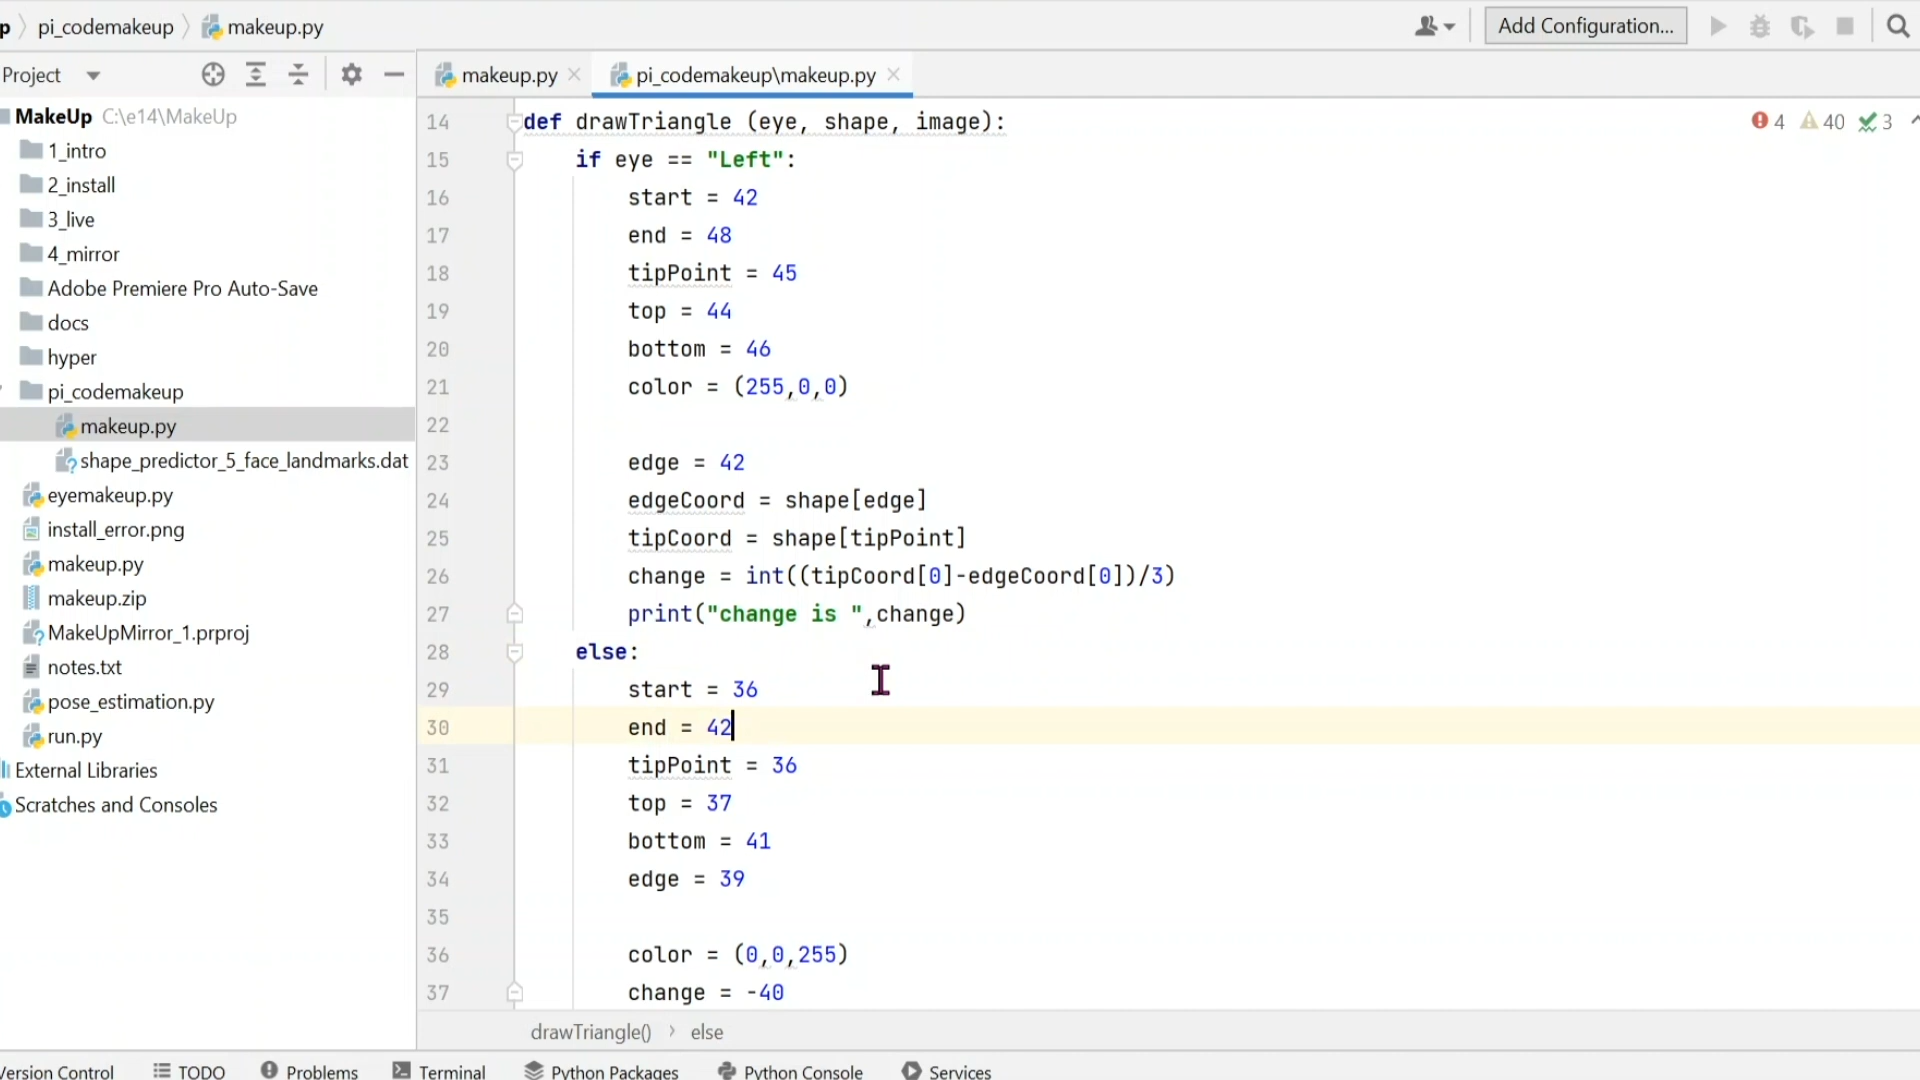 p pi_codemakeup makeup.py Add Configuration...
Project makeup.py pi_codemakeup\makeup.py
MakeUp C:\e14\MakeUp
1_intro
2_install
3_live
4_mirror
Adobe Premiere Pro Auto-Save
docs
hyper
pi_codemakeup
makeup.py
shape_predictor_5_face_landmarks.dat
eyemakeup.py
install_error.png
makeup.py
makeup.zip
MakeUpMirror_1.prproj
notes.txt
pose_estimation.py
run.py
External Libraries
Scratches and Consoles
14 def drawTriangle (eye, shape, image): 4 40 3
15 if eye == "Left":
16 start = 42
17 end = 48
18 tipPoint = 45
19 top = 44
20 bottom = 46
21 color = (255,0,0)
22
23 edge = 42
24 edgeCoord = shape[edge]
25 tipCoord = shape[tipPoint]
26 change = int((tipCoord[0]-edgeCoord[0])/3)
27 print("change is ",change)
28 else:
29 start = 36
30 end = 42
31 tipPoint = 36
32 top = 37
33 bottom = 41
34 edge = 39
35
36 color = (0,0,255)
37 change = -40
drawTriangle() else
Version Control TODO Problems Terminal Python Packages Python Console Services